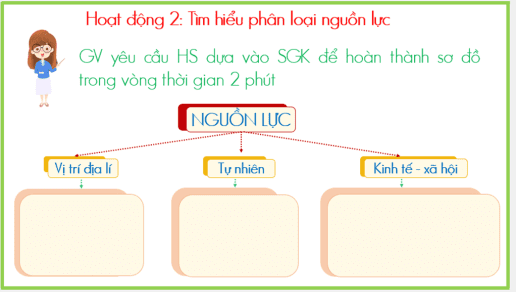 Hoạt động 2: Tìm hiểu phân loại nguồn lực
GV yêu cầu HS dựa vào SGK để hoàn thành sơ đồ
trong vòng thời gian 2 phút
NGUỒN LỰC
Vị trí địa lí
Tự nhiên
Kinh tế - xã hội